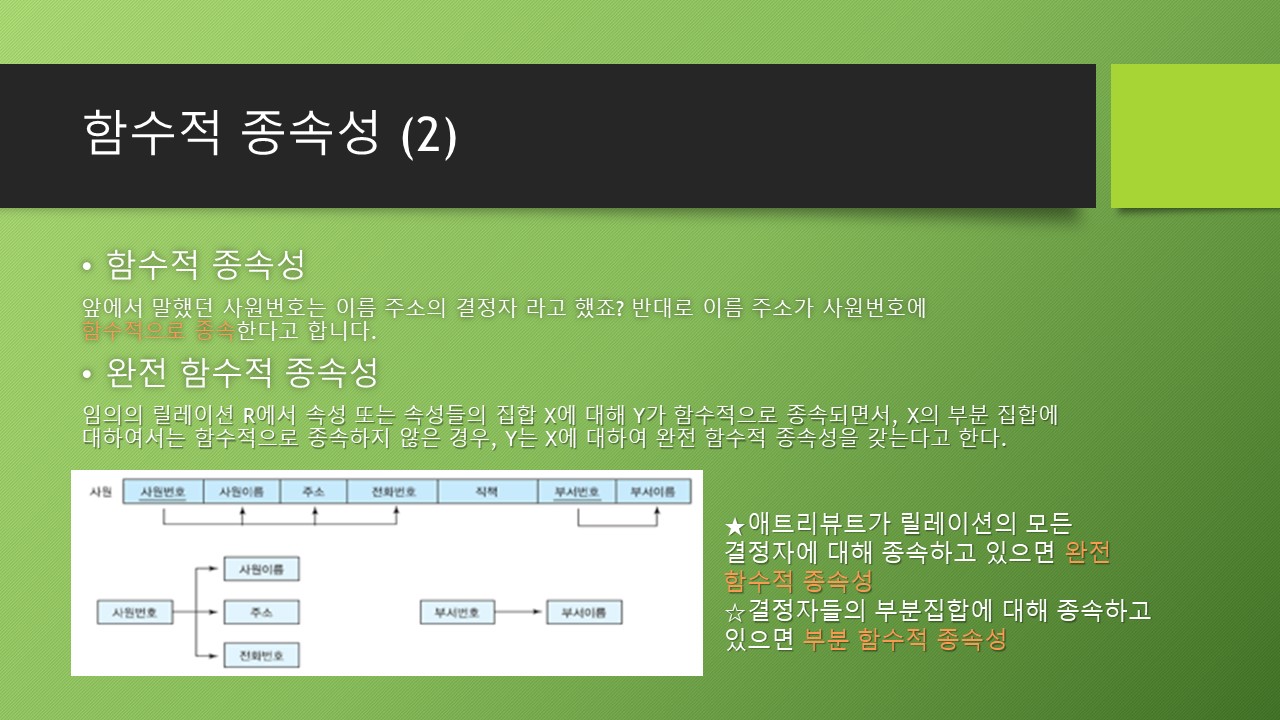 함수적 종속성 (2)
• 함수적 종속성
앞에서 말했던 사원번호는 이름 주소의 결정자 라고 했죠? 반대로 이름 주소가 사원번호에
함수적으로 종속한다고 합니다.
• 완전 함수적 종속성
임의의 릴레이션 R에서 속성 또는 속성들의 집합 X에 대해 Y가 함수적으로 종속되면서, X의 부분 집합에
대하여서는 함수적으로 종속하지 않은 경우, Y는 X에 대하여 완전 함수적 종속성을 갖는다고 한다.
사원 사원번호 사원이름 주소 전화번호 직책 부서번호 부서이름
사원이름
사원번호 주소 부서번호 부서이름
전화번호
★애트리뷰트가 릴레이션의 모든
결정자에 대해 종속하고 있으면 완전
함수적 종속성
☆결정자들의 부분집합에 대해 종속하고
있으면 부분 함수적 종속성